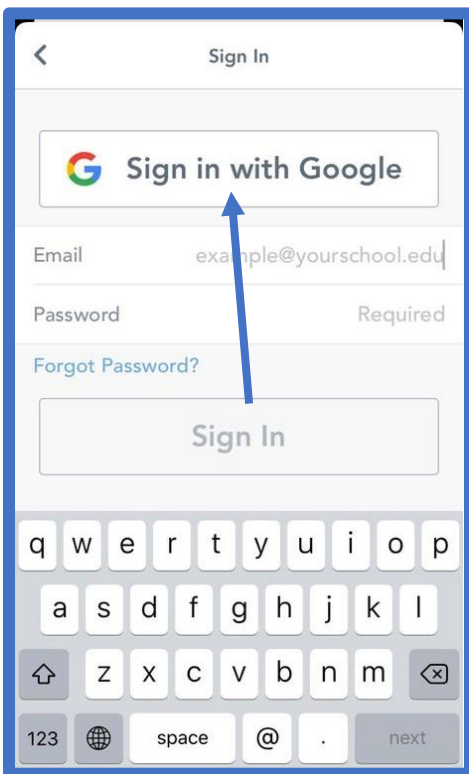 Sign In
Sign in with Google
Email example@yourschool.edu
Password Required
Forgot Password?
Sign In
q w e r t y u i o p
a s d f g h j k l
z x c v b n m
123 space @ . next